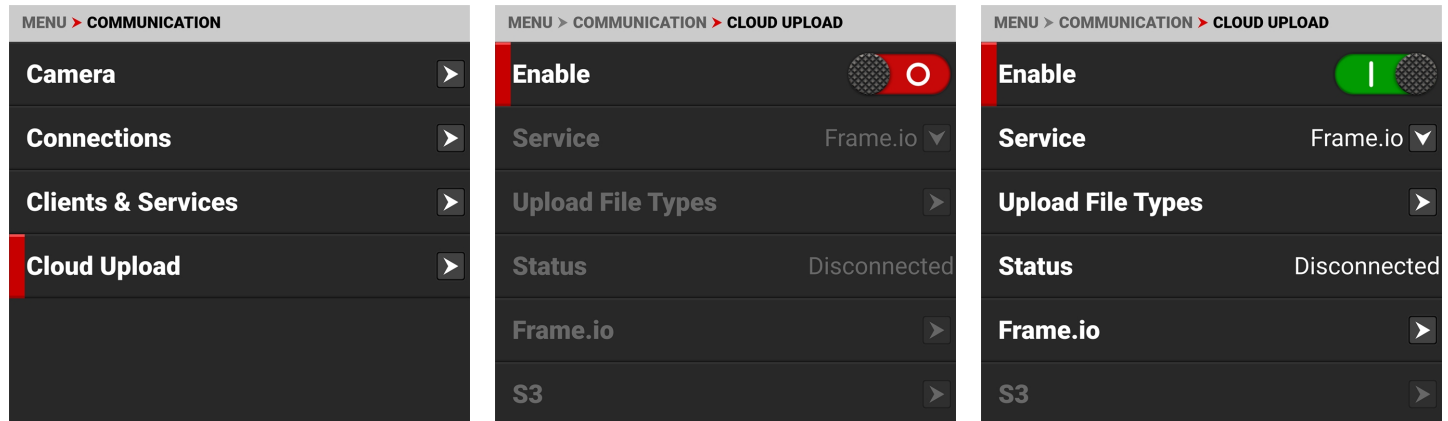 MENU > COMMUNICATION
Camera
Connections
Clients & Services
Cloud Upload
MENU > COMMUNICATION > CLOUD UPLOAD
Enable
Service Frame.io
Upload File Types
Status Disconnected
Frame.io
S3
MENU > COMMUNICATION > CLOUD UPLOAD
Enable
Service Frame.io
Upload File Types
Status Disconnected
Frame.io
S3